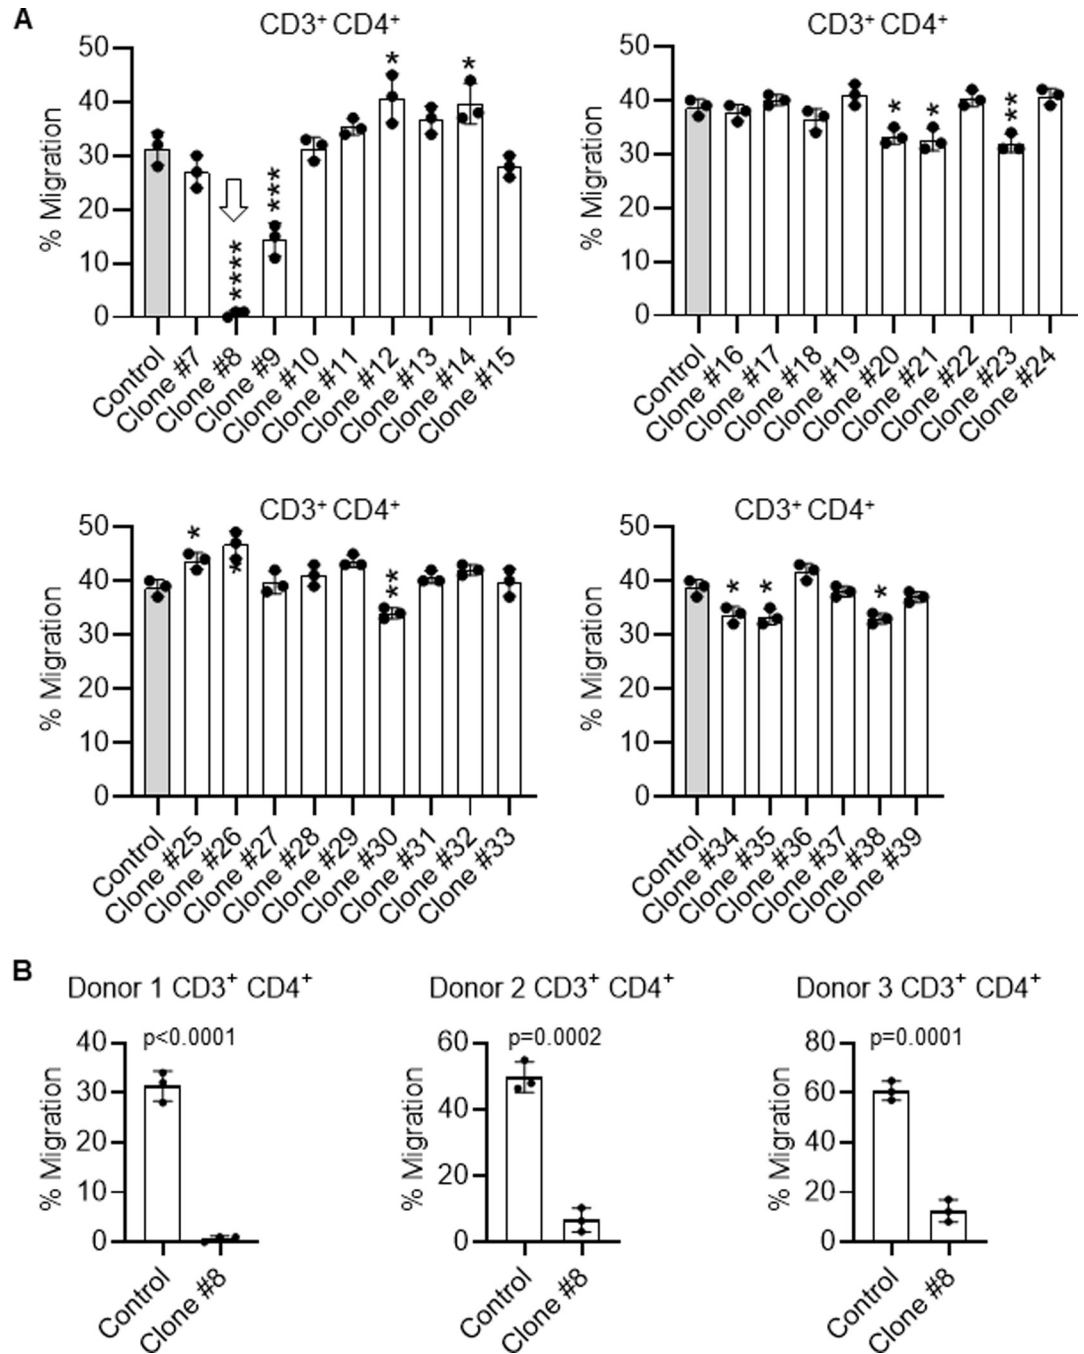 A
CD3⁺ CD4⁺
% Migration
50
40
30
20
10
0
*
*
***
****
Control
Clone #7
Clone #8
Clone #9
Clone #10
Clone #11
Clone #12
Clone #13
Clone #14
Clone #15
CD3⁺ CD4⁺
% Migration
50
40
30
20
10
0
*
*
**
Control
Clone #16
Clone #17
Clone #18
Clone #19
Clone #20
Clone #21
Clone #22
Clone #23
Clone #24
CD3⁺ CD4⁺
% Migration
50
40
30
20
10
0
*
*
**
Control
Clone #25
Clone #26
Clone #27
Clone #28
Clone #29
Clone #30
Clone #31
Clone #32
Clone #33
CD3⁺ CD4⁺
% Migration
50
40
30
20
10
0
*
*
*
Control
Clone #34
Clone #35
Clone #36
Clone #37
Clone #38
Clone #39
B
Donor 1 CD3⁺ CD4⁺
p<0.0001
% Migration
40
30
20
10
0
Control
Clone #8
Donor 2 CD3⁺ CD4⁺
p=0.0002
% Migration
60
40
20
0
Control
Clone #8
Donor 3 CD3⁺ CD4⁺
p=0.0001
% Migration
80
60
40
20
0
Control
Clone #8